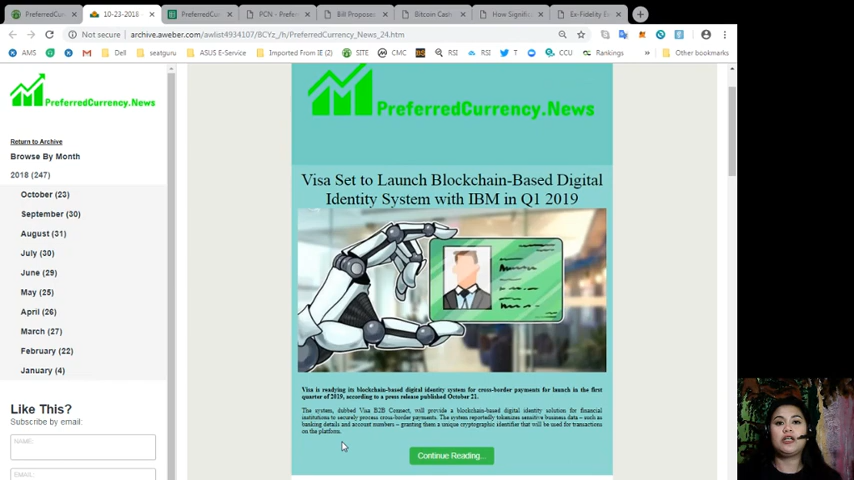 PreferredCurr
10-23-2018
PreferredCurr
PCN - Prefer
Bill Proposes
Bitcoin Cash
How Signific
Ex-Fidelity E
Not secure
archive.aweber.com/awlist4934107/BCYz_/h/PreferredCurrency_News_24.htm
AMS
Dell
seatguru
ASUS E-Service
Imported From IE (2)
SITE
CMC
RSI
RSI
T
CCU
Rankings
»
Other bookmarks
PreferredCurrency.News
Return to Archive
Browse By Month
2018 (247)
October (23)
September (30)
August (31)
July (30)
June (29)
May (25)
April (26)
March (27)
February (22)
January (4)
Like This?
Subscribe by email:
NAME:
EMAIL:
PreferredCurrency.News
Visa Set to Launch Blockchain-Based Digital
Identity System with IBM in Q1 2019
Visa is readying its blockchain-based digital identity system for cross-border payments for launch in the first
quarter of 2019, according to a press release published October 21.
The system, dubbed Visa B2B Connect, will provide a blockchain-based digital identity solution for financial
institutions to securely process cross-border payments. The system reportedly tokenizes sensitive business data – such as
banking details and account numbers – granting them a unique cryptographic identifier that will be used for transactions
on the platform.
Continue Reading...